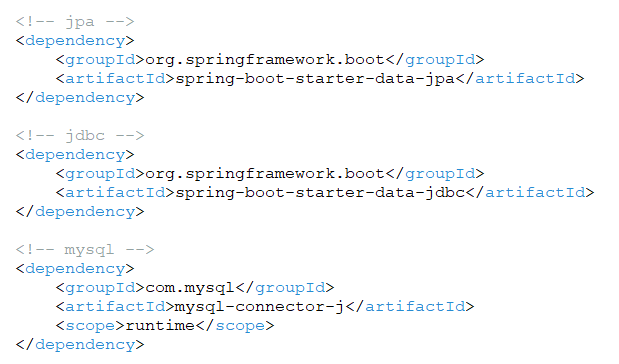 <!-- jpa -->
<dependency>
    <groupId>org.springframework.boot</groupId>
    <artifactId>spring-boot-starter-data-jpa</artifactId>
</dependency>

<!-- jdbc -->
<dependency>
    <groupId>org.springframework.boot</groupId>
    <artifactId>spring-boot-starter-data-jdbc</artifactId>
</dependency>

<!-- mysql -->
<dependency>
    <groupId>com.mysql</groupId>
    <artifactId>mysql-connector-j</artifactId>
    <scope>runtime</scope>
</dependency>